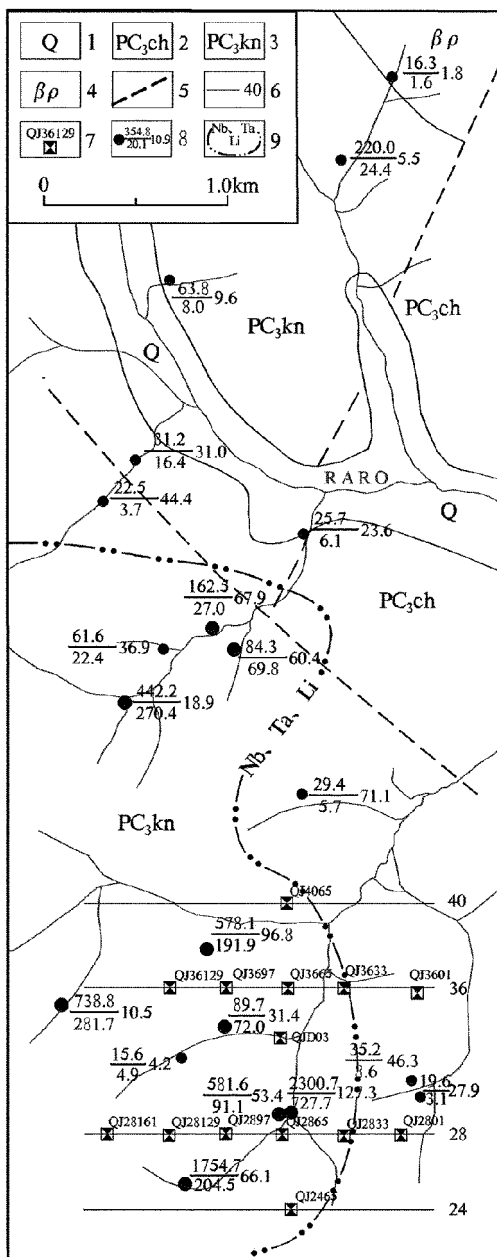 Q 1 PC₃ch 2 PC₃kn 3
βρ 4 5 40 6
QJ36129 7 354.8/20.1 10.9 8 Nb、Ta、Li 9
0 1.0km
βρ
16.3/1.6 1.8
220.0/24.4 5.5
63.8/8.0 9.6
PC₃kn
PC₃ch
Q
31.2/16.4 31.0
RARO
22.5/3.7 44.4
Q
25.7/6.1 23.6
162.3/27.0 67.9
PC₃ch
61.6/22.4 36.9
84.3/69.8 60.4
442.2/270.4 18.9
Nb、Ta、Li
29.4/5.7 71.1
PC₃kn
QJ4065 40
578.1/191.9 96.8
QJ36129 QJ3697 QJ3665 QJ3633 QJ3601 36
738.8/281.7 10.5
89.7/72.0 31.4
QJD03
35.2/3.6 46.3
15.6/4.9 4.2
19.6/3.1 27.9
581.6/91.1 53.4
2300.7/727.7 127.3
QJ28161 QJ28129 QJ2897 QJ2865 QJ2833 QJ2801 28
1754.7/204.5 66.1
QJ2465 24